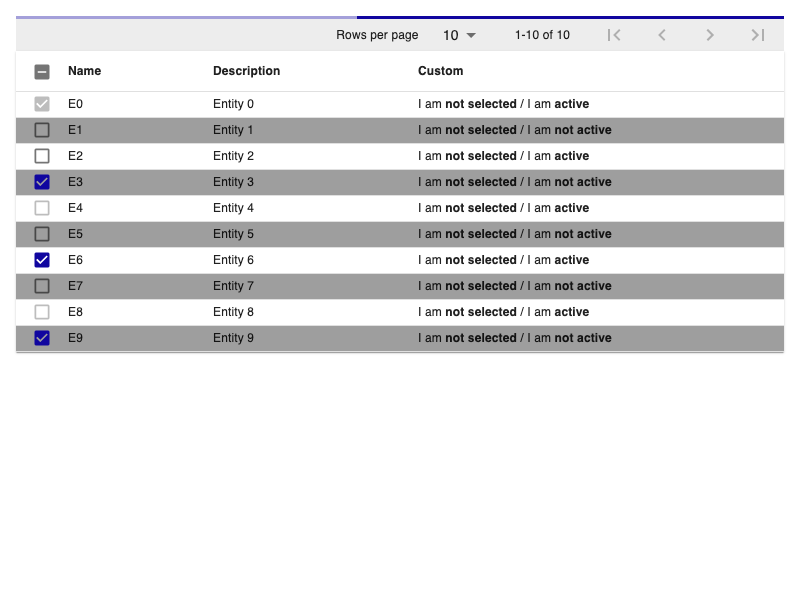 Rows per page 10 1-10 of 10
Name Description Custom
E0 Entity 0 I am not selected / I am active
E1 Entity 1 I am not selected / I am not active
E2 Entity 2 I am not selected / I am active
E3 Entity 3 I am not selected / I am not active
E4 Entity 4 I am not selected / I am active
E5 Entity 5 I am not selected / I am not active
E6 Entity 6 I am not selected / I am active
E7 Entity 7 I am not selected / I am not active
E8 Entity 8 I am not selected / I am active
E9 Entity 9 I am not selected / I am not active